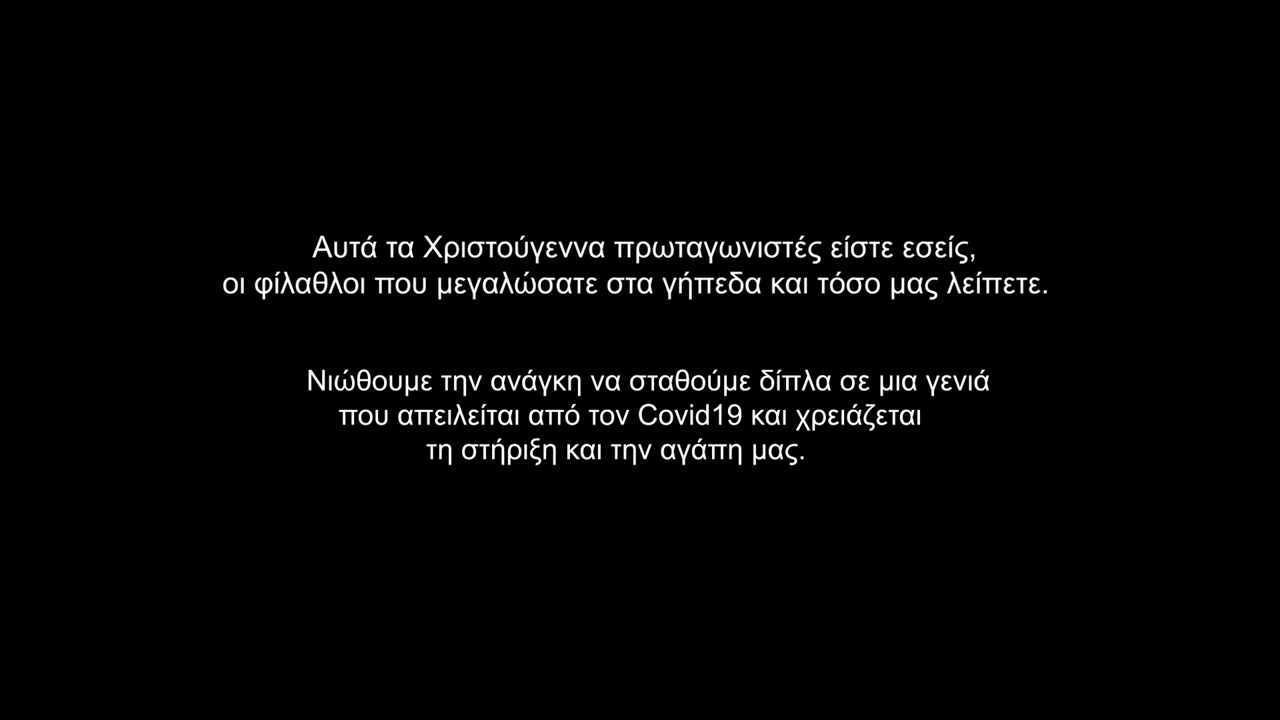 Αυτά τα Χριστούγεννα πρωταγωνιστές είστε εσείς,
οι φίλαθλοι που μεγαλώσατε στα γήπεδα και τόσο μας λείπετε.
Νιώθουμε την ανάγκη να σταθούμε δίπλα σε μια γενιά
που απειλείται από τον Covid19 και χρειάζεται
τη στήριξη και την αγάπη μας.